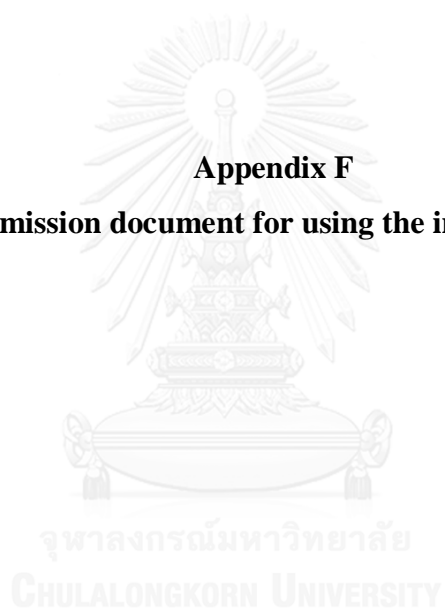 Appendix F
mission document for using the
จุฬาลงกรณ์มหาวิทยาลัย
CHULALONGKORN UNIVERSITY